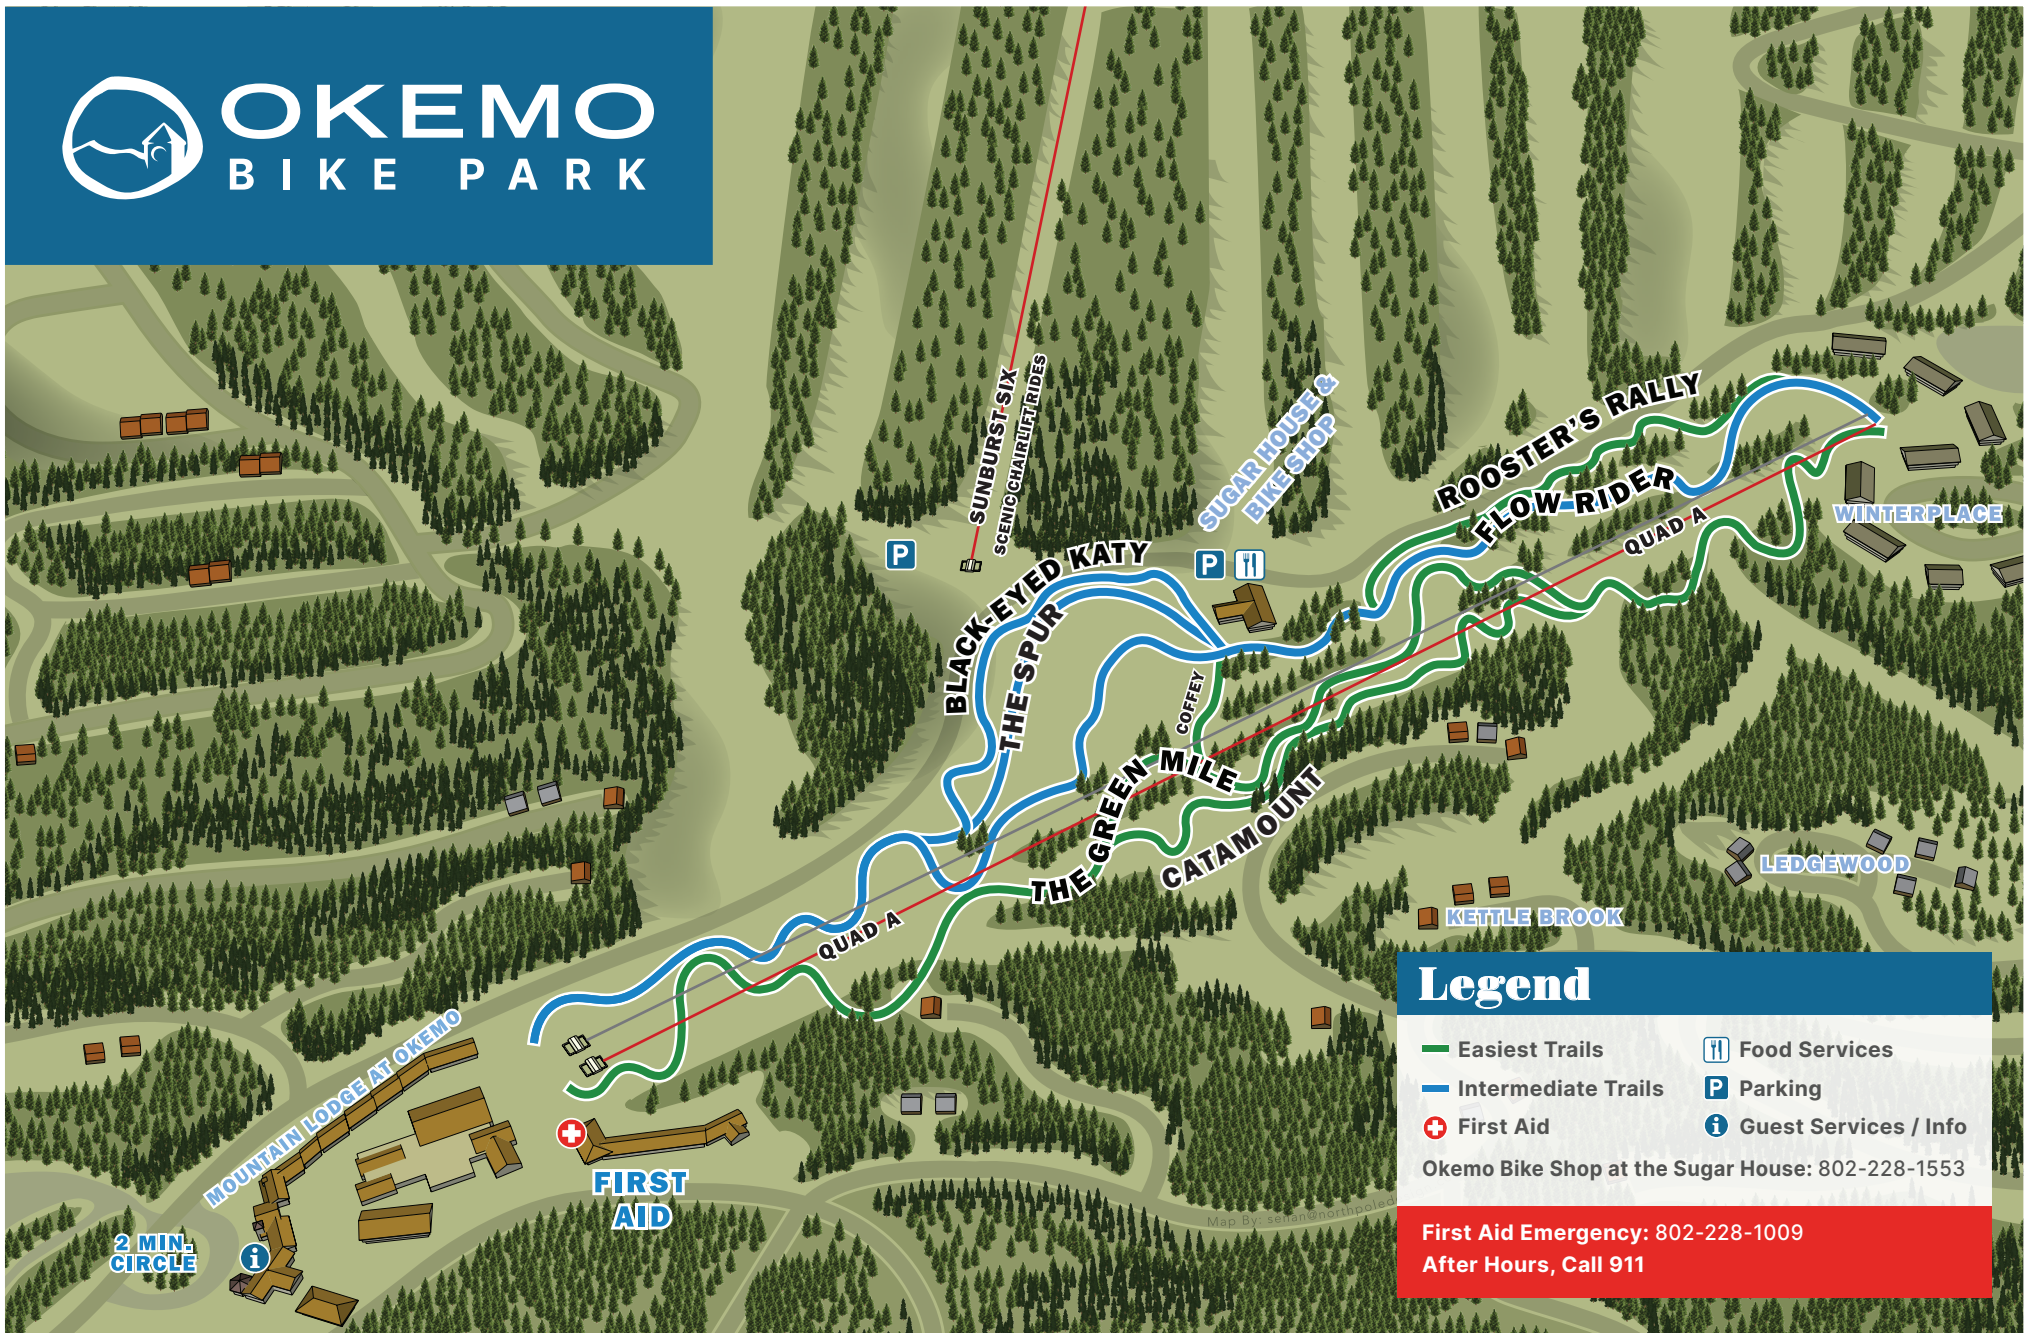 OKEMO
BIKE PARK
SUNBURST SIX
SCENIC CHAIRLIFT RIDES
SUGAR HOUSE &
BIKE SHOP
ROOSTER'S RALLY
FLOW RIDER
QUAD A
WINTERPLACE
P
P
BLACK-EYED KATY
THE SPUR
COFFEY
THE GREEN MILE
CATAMOUNT
LEDGEWOOD
KETTLE BROOK
QUAD A
MOUNTAIN LODGE AT OKEMO
FIRST
AID
2 MIN.
CIRCLE
i
Map By:
Legend
Easiest Trails
Food Services
Intermediate Trails
P Parking
First Aid
i Guest Services / Info
Okemo Bike Shop at the Sugar House: 802-228-1553
First Aid Emergency: 802-228-1009
After Hours, Call 911